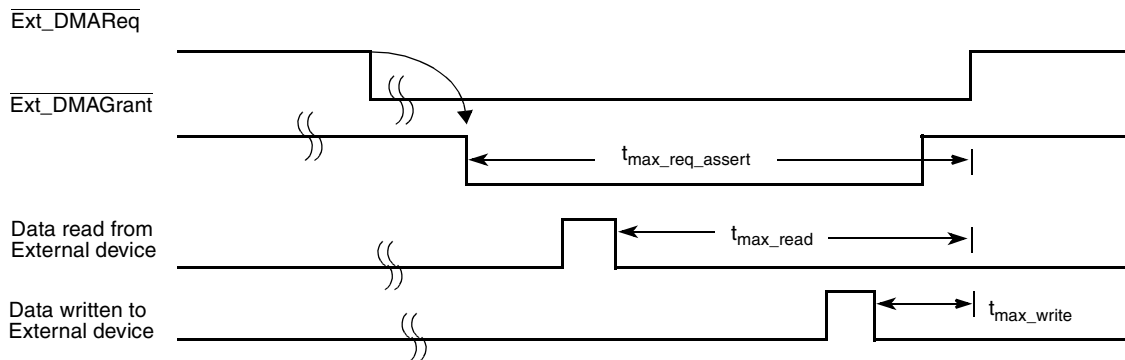 Ext_DMAReq
Ext_DMAGrant
tmax_req_assert
Data read from
External device
tmax_read
Data written to
External device
tmax_write